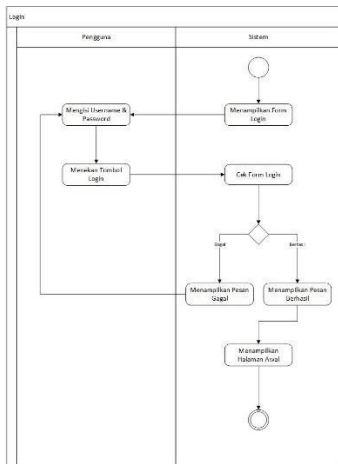 Login
Pengguna
Sistem
Menampilkan Form
Login
Mengisi Username &
Password
Menekan Tombol
Login
Cek Form Login
Gagal
Berhasil
Menampilkan Pesan
Gagal
Menampilkan Pesan
Berhasil
Menampilkan
Halaman Awal